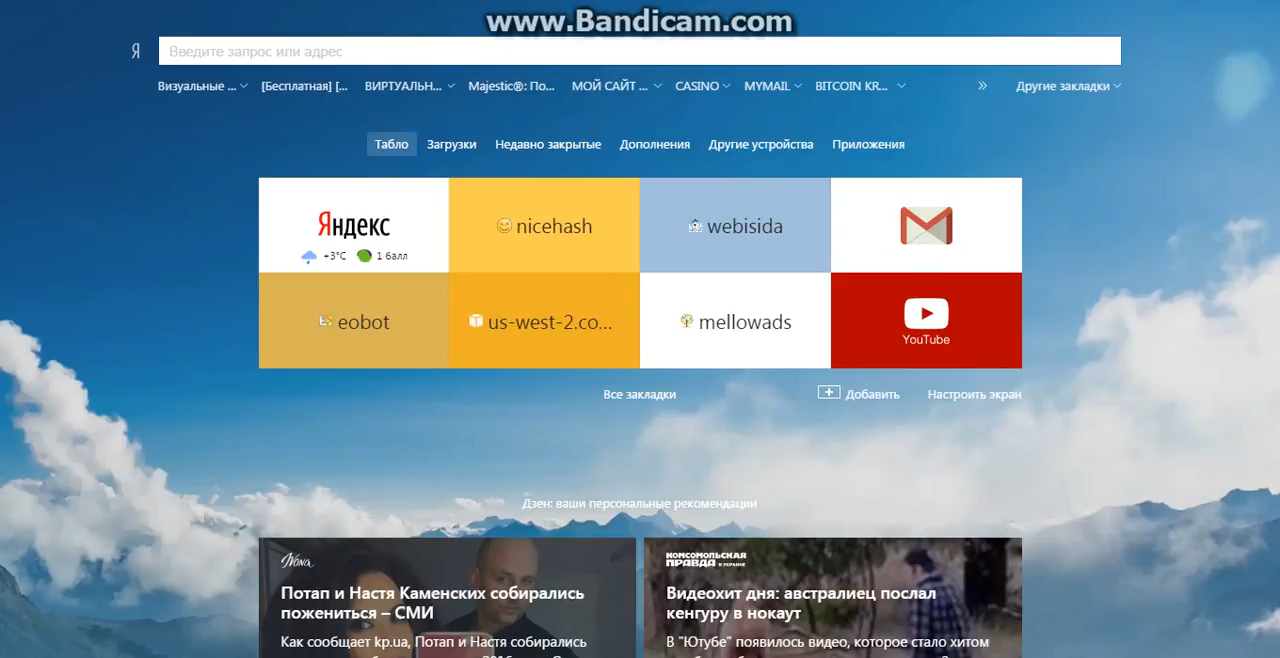 www.Bandicam.com
Я
Введите запрос или адрес
Визуальные ... [Бесплатная] [... ВИРТУАЛЬН... Majestic®: По... МОЙ САЙТ ... CASINO MYMAIL BITCOIN KR... » Другие закладки
Табло Загрузки Недавно закрытые Дополнения Другие устройства Приложения
Яндекс
+3°C 1 балл
nicehash
webisida
eobot
us-west-2.co...
mellowads
YouTube
Все закладки Добавить Настроить экран
Дзен: ваши персональные рекомендации
Потап и Настя Каменских собирались
пожениться – СМИ
Как сообщает kp.ua, Потап и Настя собирались
КОМСОМОЛЬСКАЯ
ПРАВДА В УКРАИНЕ
Видеохит дня: австралиец послал
кенгуру в нокаут
В "Ютубе" появилось видео, которое стало хитом